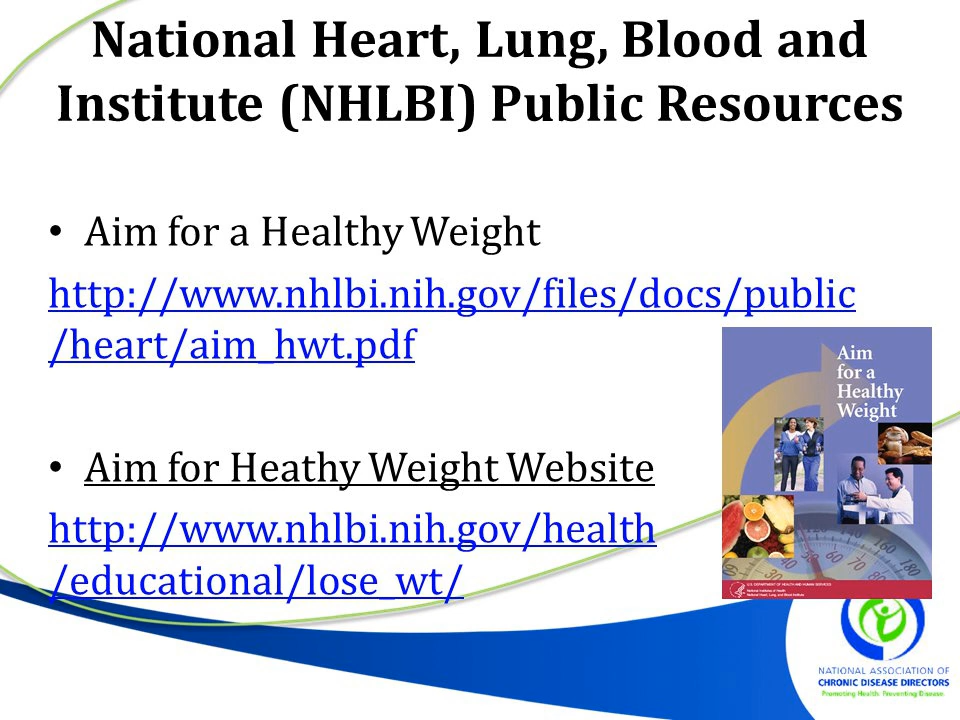 National Heart, Lung, Blood and
Institute (NHLBI) Public Resources
• Aim for a Healthy Weight
http://www.nhlbi.nih.gov/files/docs/public
/heart/aim_hwt.pdf
Aim
for a
Healthy
Weight
• Aim for Heathy Weight Website
http://www.nhlbi.nih.gov/health
/educational/lose_wt/
U.S. DEPARTMENT OF HEALTH AND HUMAN SERVICES
National Institutes of Health
National Heart, Lung, and Blood Institute
NATIONAL ASSOCIATION OF
CHRONIC DISEASE DIRECTORS
Promoting Health. Preventing Disease.